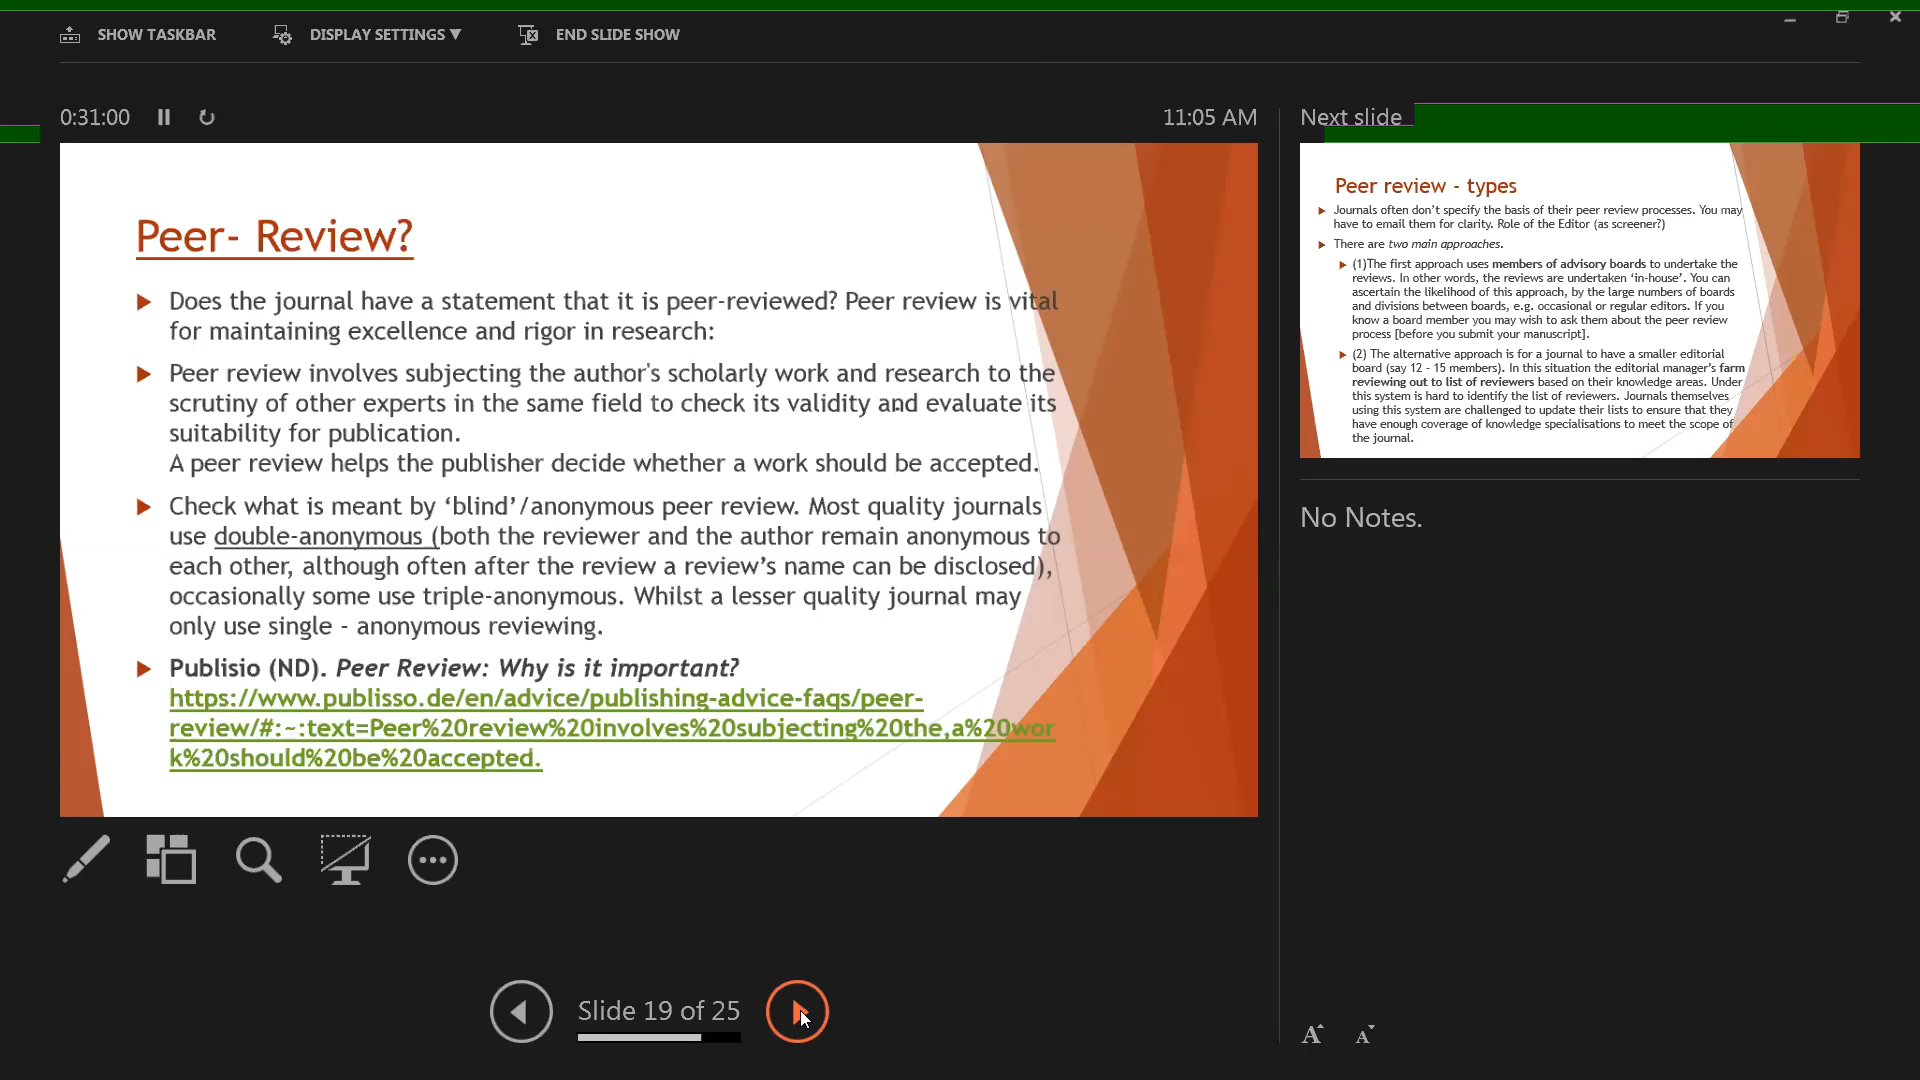 SHOW TASKBAR
DISPLAY SETTINGS ▼
END SLIDE SHOW
0:31:00
11:05 AM
Next slide
Peer- Review?
Does the journal have a statement that it is peer-reviewed? Peer review is vital
for maintaining excellence and rigor in research:
Peer review involves subjecting the author's scholarly work and research to the
scrutiny of other experts in the same field to check its validity and evaluate its
suitability for publication.
A peer review helps the publisher decide whether a work should be accepted.
Check what is meant by ‘blind’/anonymous peer review. Most quality journals
use double-anonymous (both the reviewer and the author remain anonymous to
each other, although often after the review a review’s name can be disclosed),
occasionally some use triple-anonymous. Whilst a lesser quality journal may
only use single - anonymous reviewing.
Publisio (ND). Peer Review: Why is it important?
https://www.publisso.de/en/advice/publishing-advice-faqs/peer-
review/#:~:text=Peer%20review%20involves%20subjecting%20the,a%20wor
k%20should%20be%20accepted.
Peer review - types
Journals often don’t specify the basis of their peer review processes. You may
have to email them for clarity. Role of the Editor (as screener?)
There are two main approaches.
(1)The first approach uses members of advisory boards to undertake the
reviews. In other words, the reviews are undertaken ‘in-house’. You can
ascertain the likelihood of this approach, by the large numbers of boards
and divisions between boards, e.g. occasional or regular editors. If you
know a board member you may wish to ask them about the peer review
process [before you submit your manuscript].
(2) The alternative approach is for a journal to have a smaller editorial
board (say 12 - 15 members). In this situation the editorial manager’s farm
reviewing out to list of reviewers based on their knowledge areas. Under
this system is hard to identify the list of reviewers. Journals themselves
using this system are challenged to update their lists to ensure that they
have enough coverage of knowledge specialisations to meet the scope of
the journal.
No Notes.
Slide 19 of 25
A A